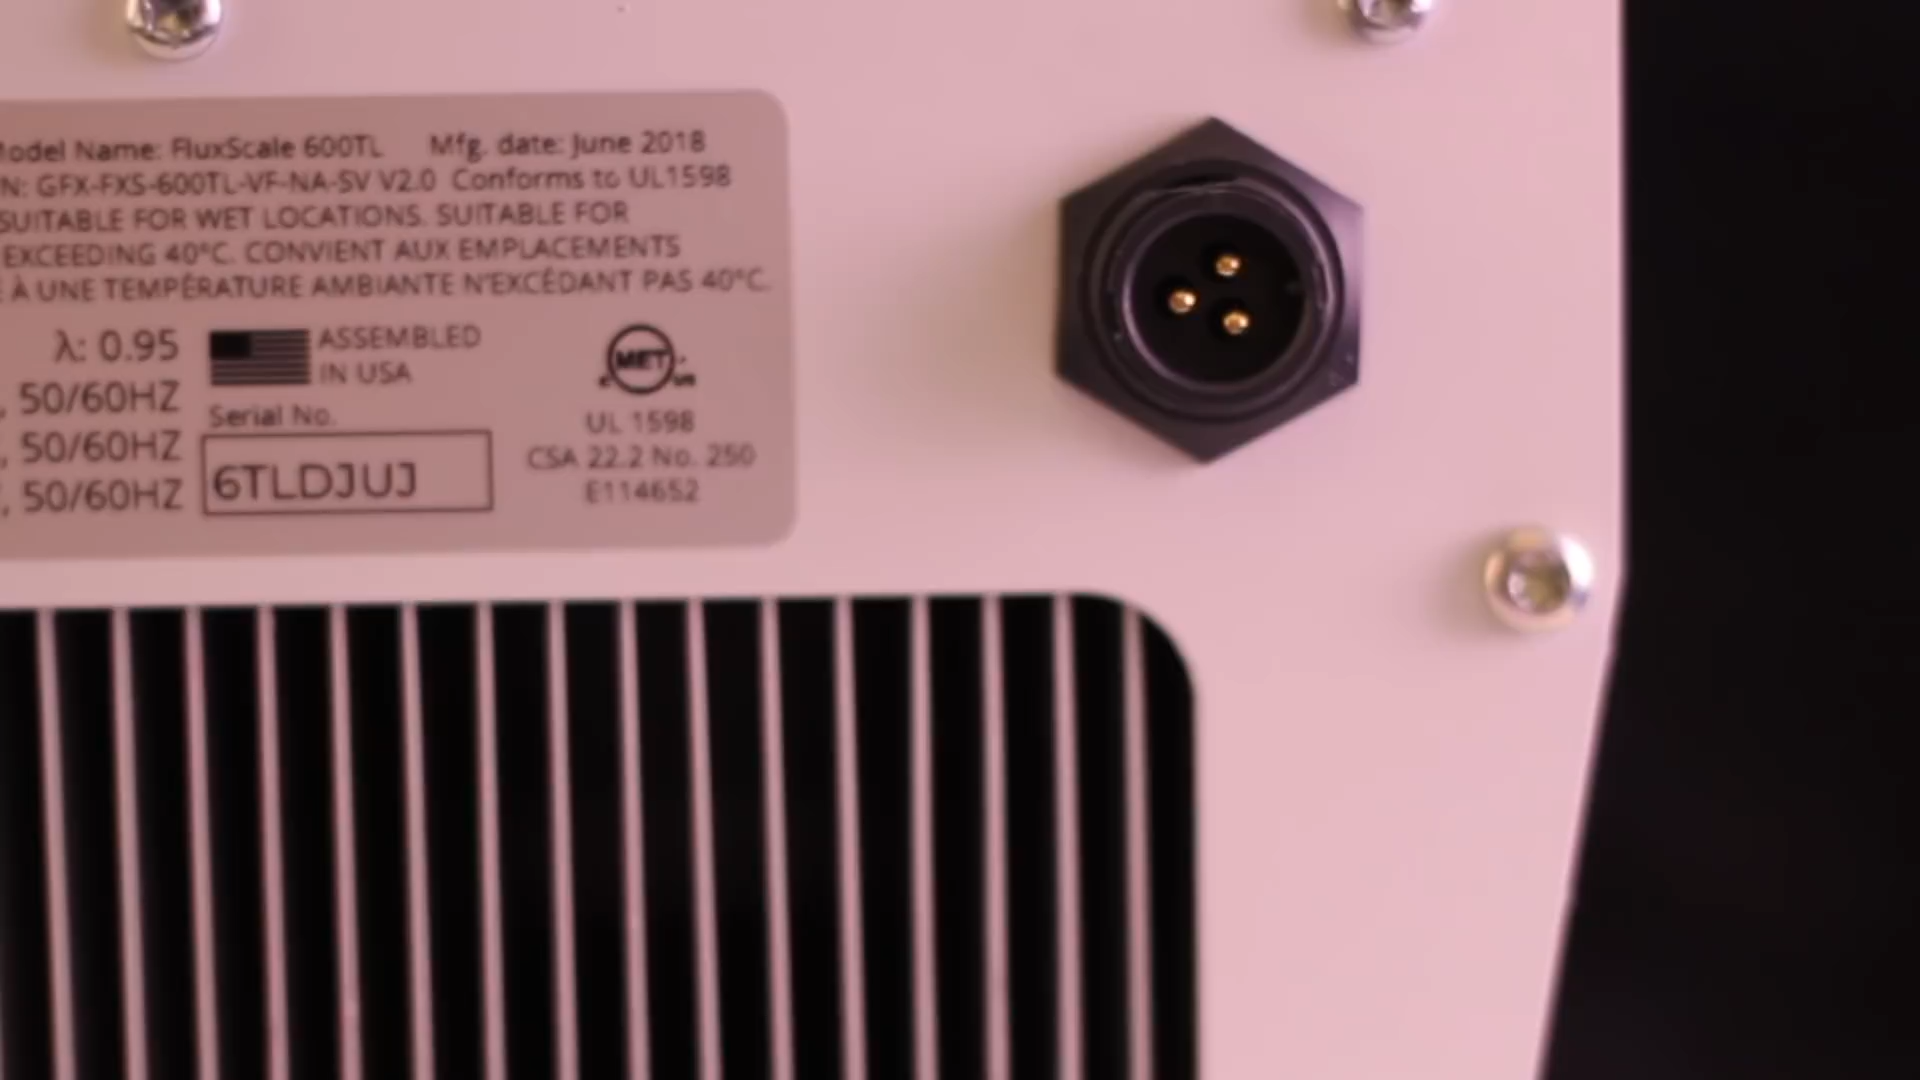 Model Name: FluxScale 600TL Mfg. date: June 2018
N: GFX-FXS-600TL-VF-NA-SV V2.0 Conforms to UL1598
SUITABLE FOR WET LOCATIONS. SUITABLE FOR
EXCEEDING 40°C. CONVIENT AUX EMPLACEMENTS
À UNE TEMPÉRATURE AMBIANTE N'EXCÉDANT PAS 40°C.
λ: 0.95
, 50/60HZ
, 50/60HZ
, 50/60HZ
ASSEMBLED
IN USA
Serial No.
6TLDJUJ
MET
c us
UL 1598
CSA 22.2 No. 250
E114652